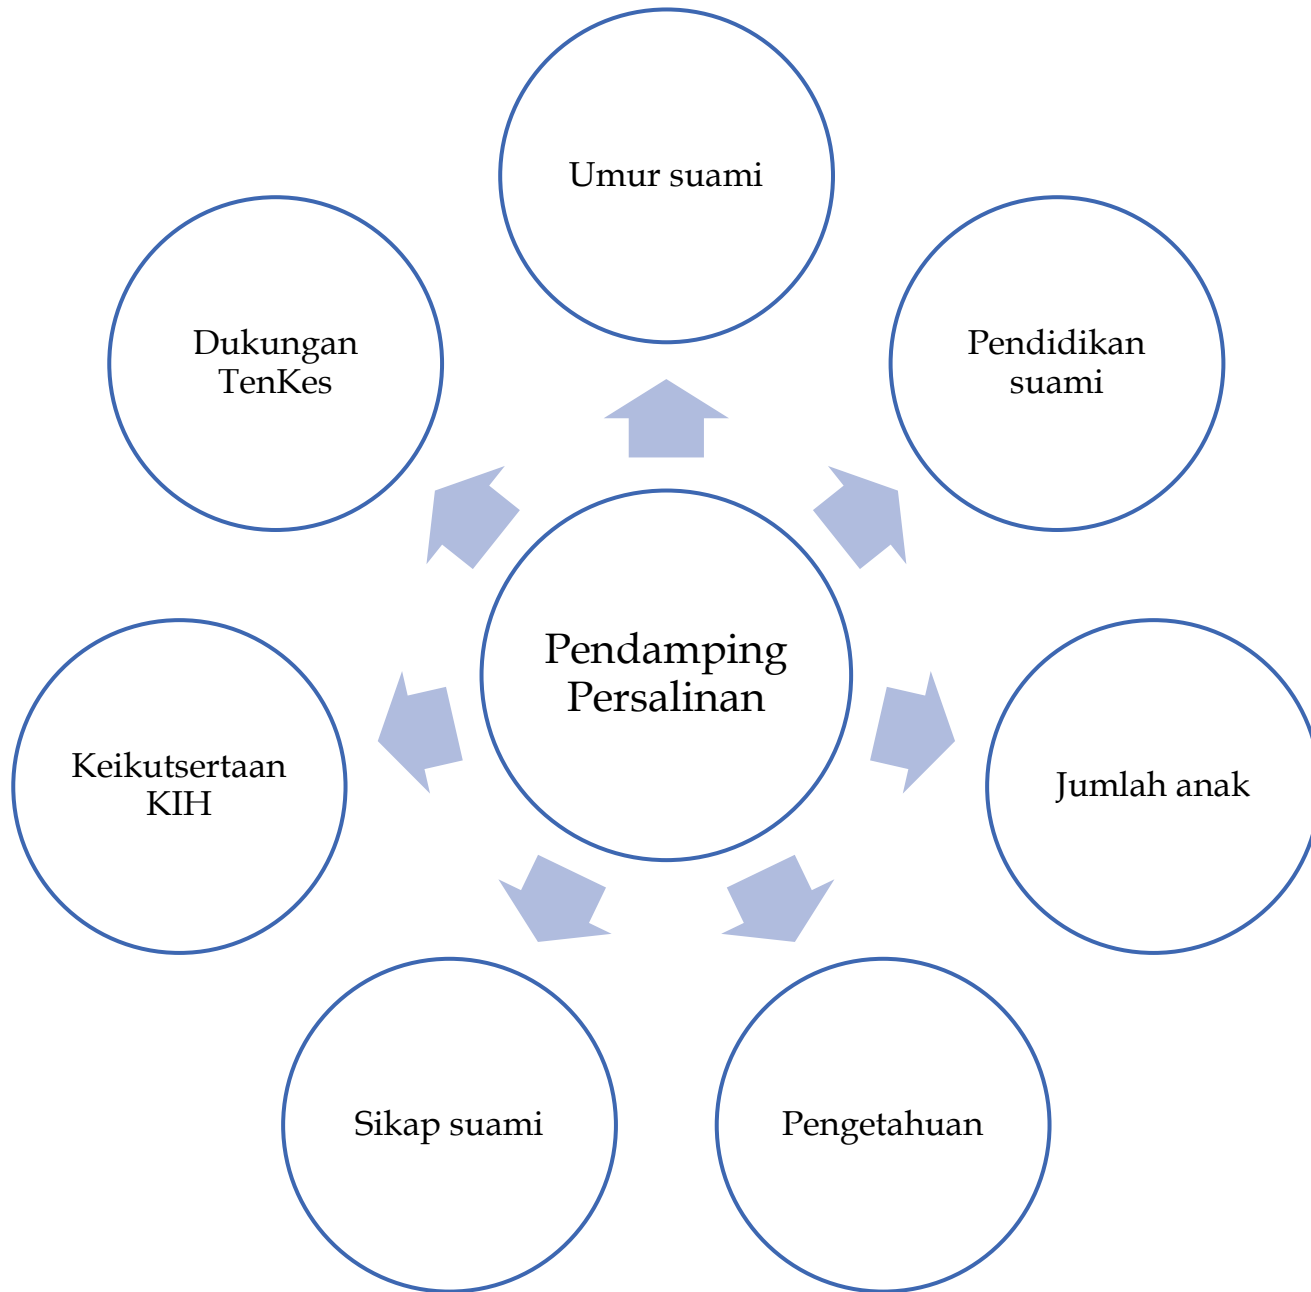 Umur suami
Pendidikan
suami
Jumlah anak
Pengetahuan
Sikap suami
Keikutsertaan
KIH
Dukungan
TenKes
Pendamping
Persalinan